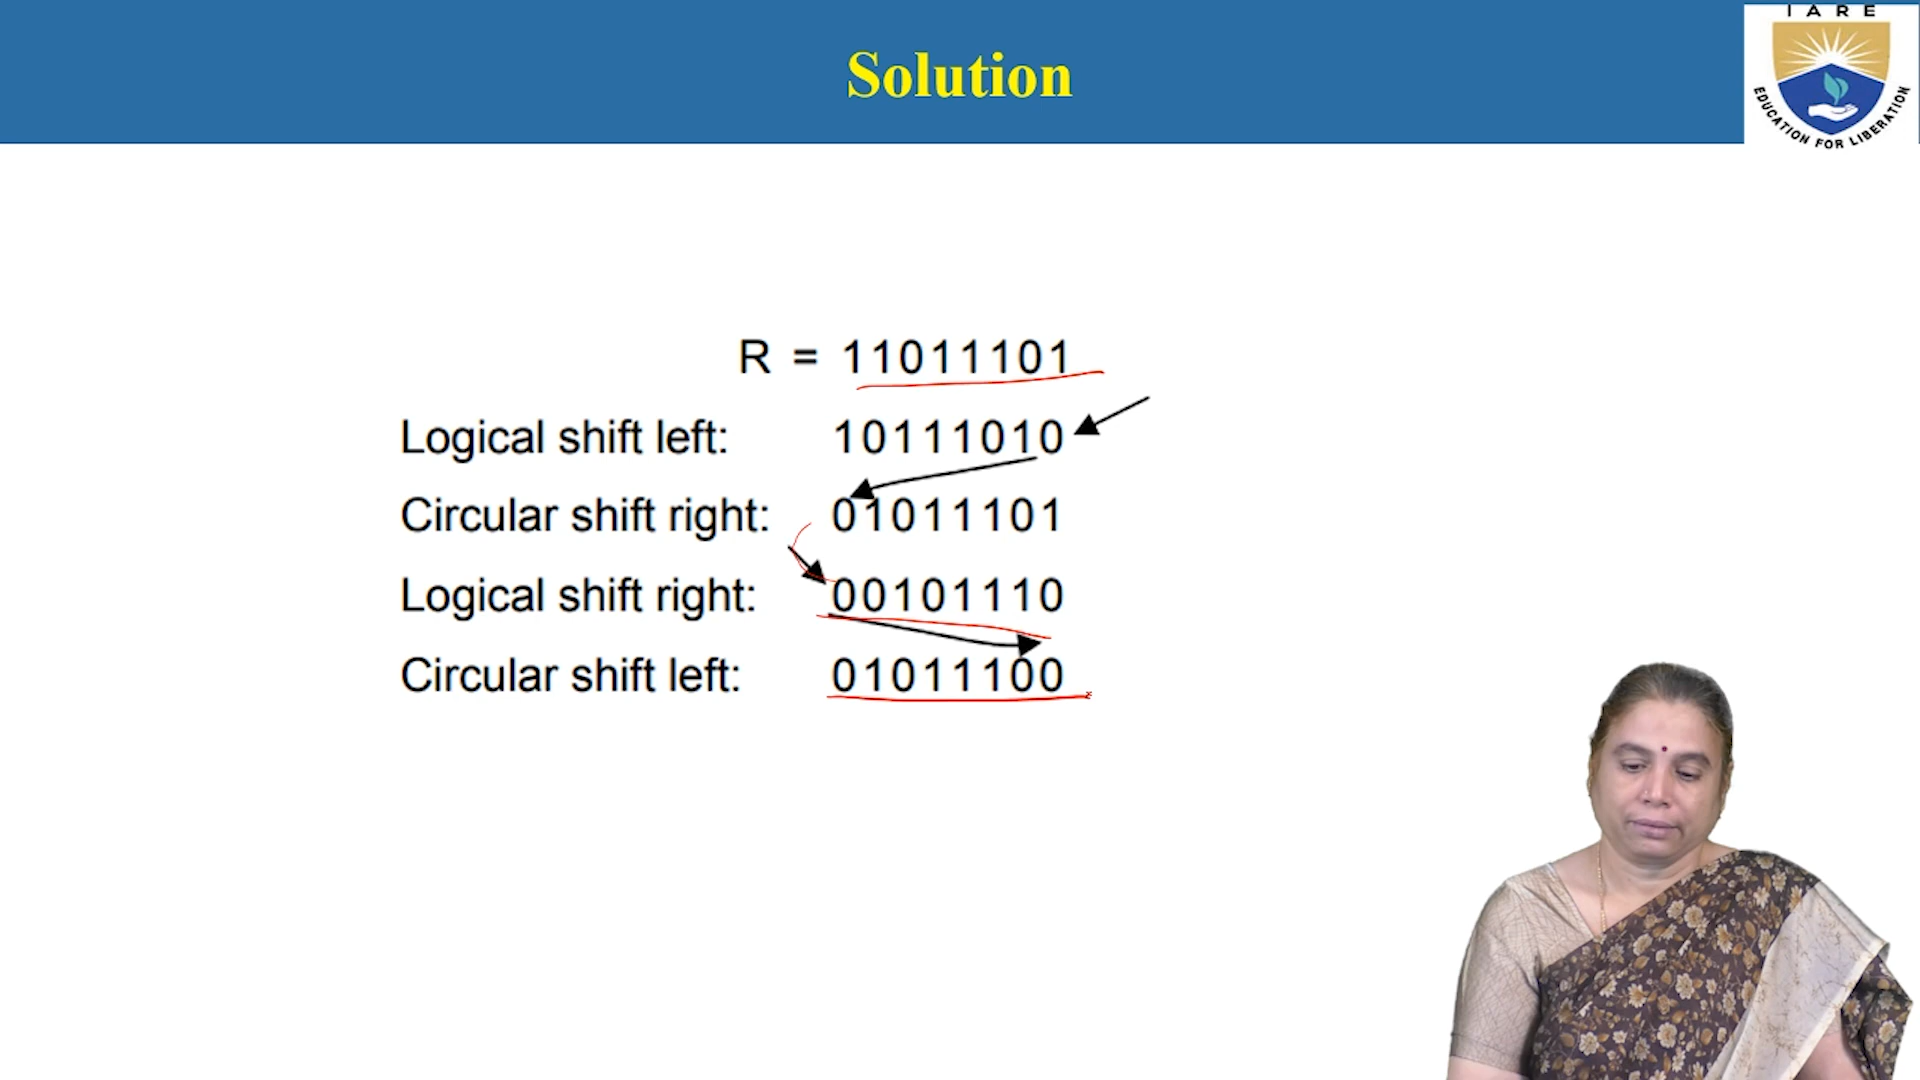 IARE
EDUCATION FOR LIBERATION
Solution
R = 11011101
Logical shift left: 10111010
Circular shift right: 01011101
Logical shift right: 00101110
Circular shift left: 01011100